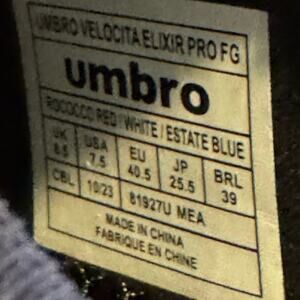 UMBRO VELOCITA ELIXIR PRO FG
umbro
ROCOCCO RED / WHITE / ESTATE BLUE
UK USA EU JP BRL
8.5 7.5 40.5 25.5 39
CBL 10/23 81927U MEA
MADE IN CHINA
FABRIQUE EN CHINE